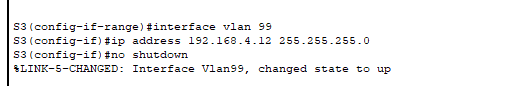 S3(config-if-range)#interface vlan 99
S3(config-if)#ip address 192.168.4.12 255.255.255.0
S3(config-if)#no shutdown
%LINK-5-CHANGED: Interface Vlan99, changed state to up